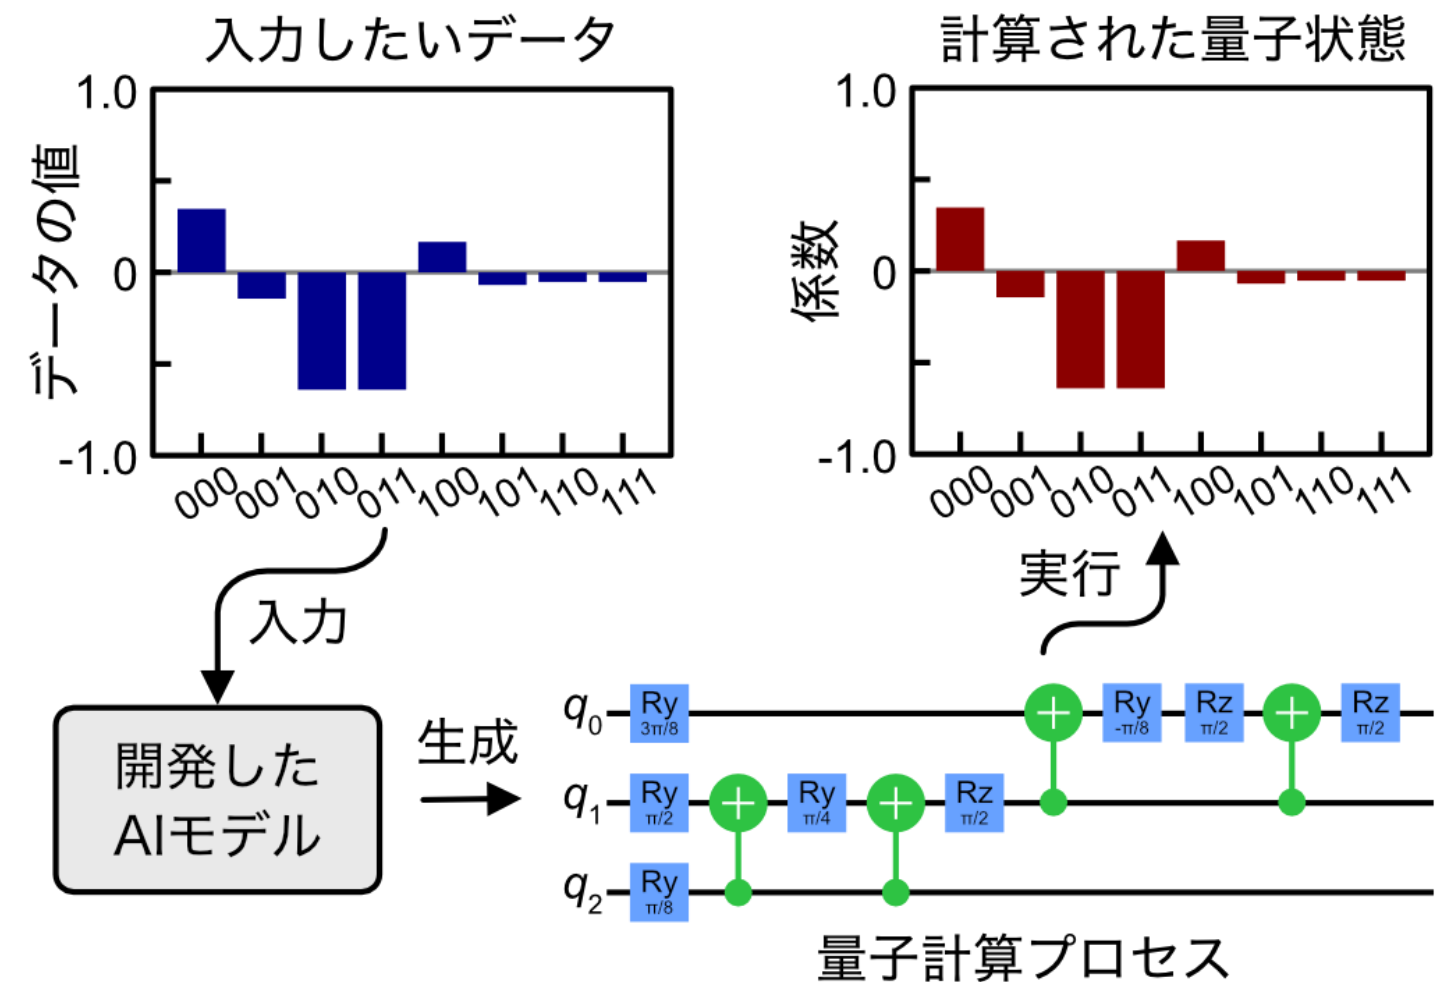 入力したいデータ
データの値
1.0
0
-1.0
000 001 010 011 100 101 110 111
計算された量子状態
係数
1.0
0
-1.0
000 001 010 011 100 101 110 111
入力
実行
開発した
AIモデル
生成
q0 Ry 3π/8 Ry -π/8 Rz π/2 Rz π/2
q1 Ry π/2 Ry π/4 Rz π/2
q2 Ry π/8
量子計算プロセス